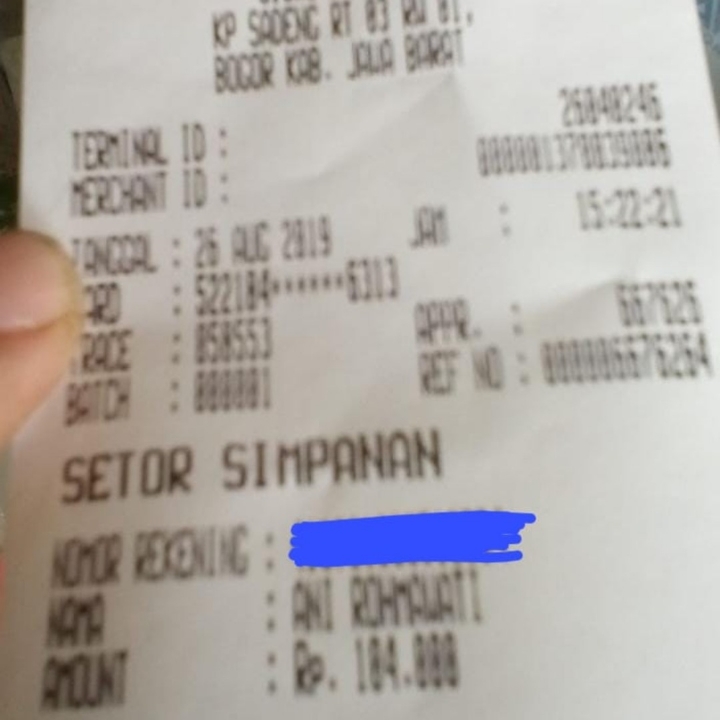 KP SADENG RT 03 RW 01,
BOGOR KAB. JAWA BARAT
TERMINAL ID : 26040246
MERCHANT ID : 000001370039006
TANGGAL : 26 AUG 2019 JAM : 15:22:21
CARD : 522184******6313
TRACE : 058553 APPR. : 667626
BATCH : 000001 REF NO : 000006676264
SETOR SIMPANAN
NOMOR REKENING :
NAMA : ANI ROHMAWATI
AMOUNT : Rp. 104.000